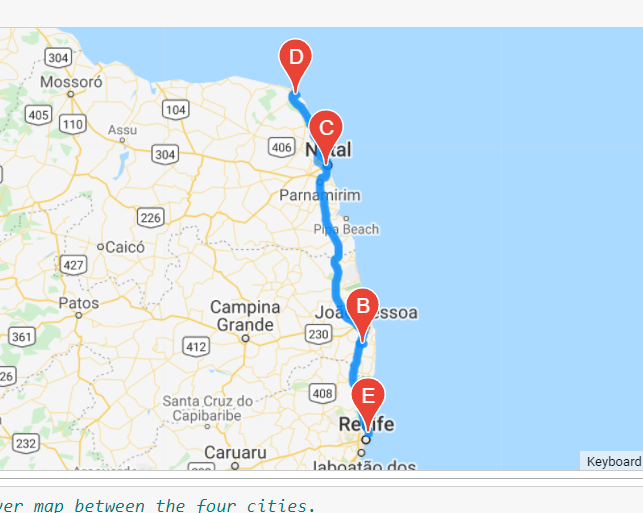 304
Mossoró
D
405
110
104
Assu
304
406
C
Natal
Parnamirim
226
Pipa Beach
Caicó
427
Patos
Campina
Grande
João Pessoa
B
230
361
412
26
408
E
Santa Cruz do
Capibaribe
Recife
232
Caruaru
Jaboatão dos
Keyboard
ver map between the four cities.